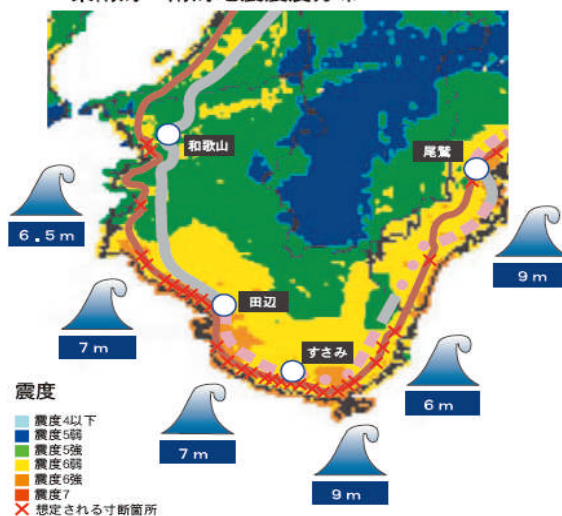 和歌山
尾鷲
6.5m
9m
田辺
7m
すさみ
6m
震度
7m
震度4以下
震度5弱
震度5強
震度6弱
9m
震度6強
震度7
想定される寸断箇所